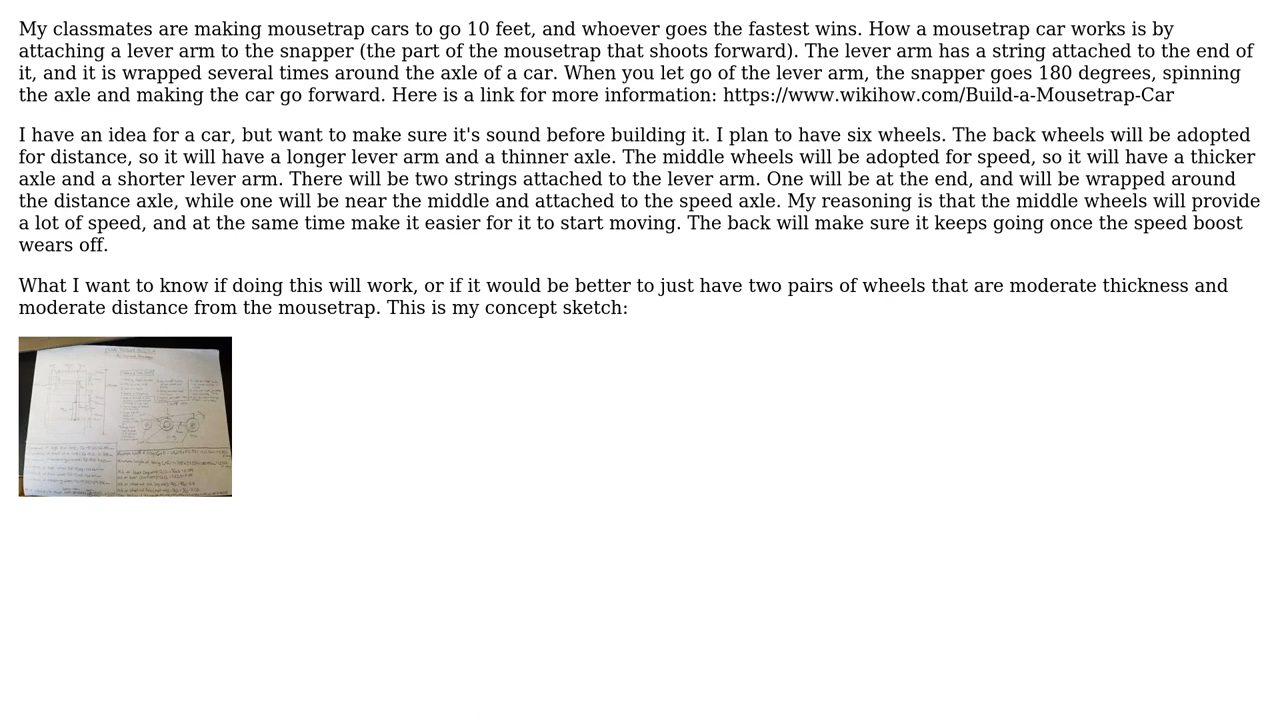 My classmates are making mousetrap cars to go 10 feet, and whoever goes the fastest wins. How a mousetrap car works is by
attaching a lever arm to the snapper (the part of the mousetrap that shoots forward). The lever arm has a string attached to the end of
it, and it is wrapped several times around the axle of a car. When you let go of the lever arm, the snapper goes 180 degrees, spinning
the axle and making the car go forward. Here is a link for more information: https://www.wikihow.com/Build-a-Mousetrap-Car
I have an idea for a car, but want to make sure it's sound before building it. I plan to have six wheels. The back wheels will be adopted
for distance, so it will have a longer lever arm and a thinner axle. The middle wheels will be adopted for speed, so it will have a thicker
axle and a shorter lever arm. There will be two strings attached to the lever arm. One will be at the end, and will be wrapped around
the distance axle, while one will be near the middle and attached to the speed axle. My reasoning is that the middle wheels will provide
a lot of speed, and at the same time make it easier for it to start moving. The back will make sure it keeps going once the speed boost
wears off.
What I want to know if doing this will work, or if it would be better to just have two pairs of wheels that are moderate thickness and
moderate distance from the mousetrap. This is my concept sketch: